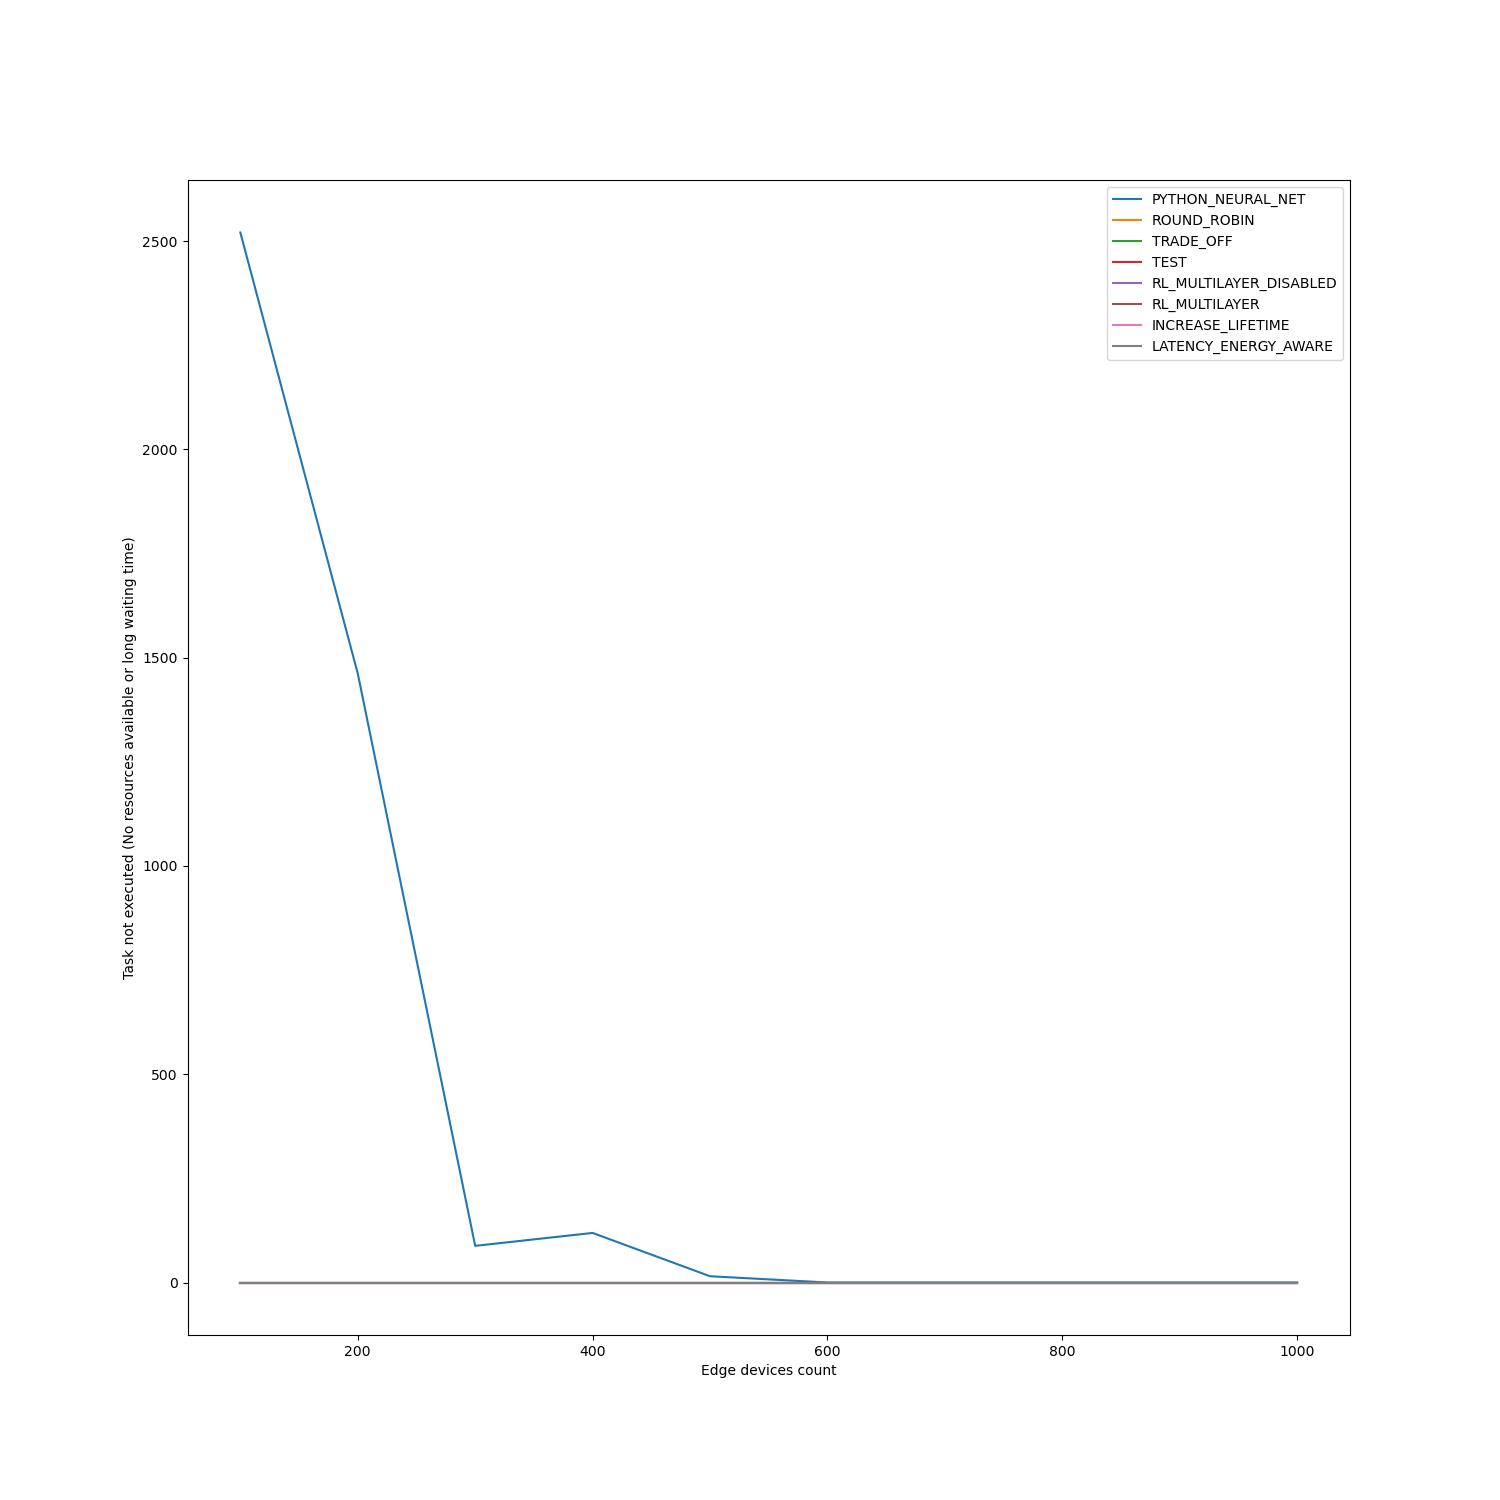 PYTHON_NEURAL_NET
ROUND_ROBIN
TRADE_OFF
TEST
RL_MULTILAYER_DISABLED
RL_MULTILAYER
INCREASE_LIFETIME
LATENCY_ENERGY_AWARE
2500
2000
1500
1000
500
0
Task not executed (No resources available or long waiting time)
200 400 600 800 1000
Edge devices count